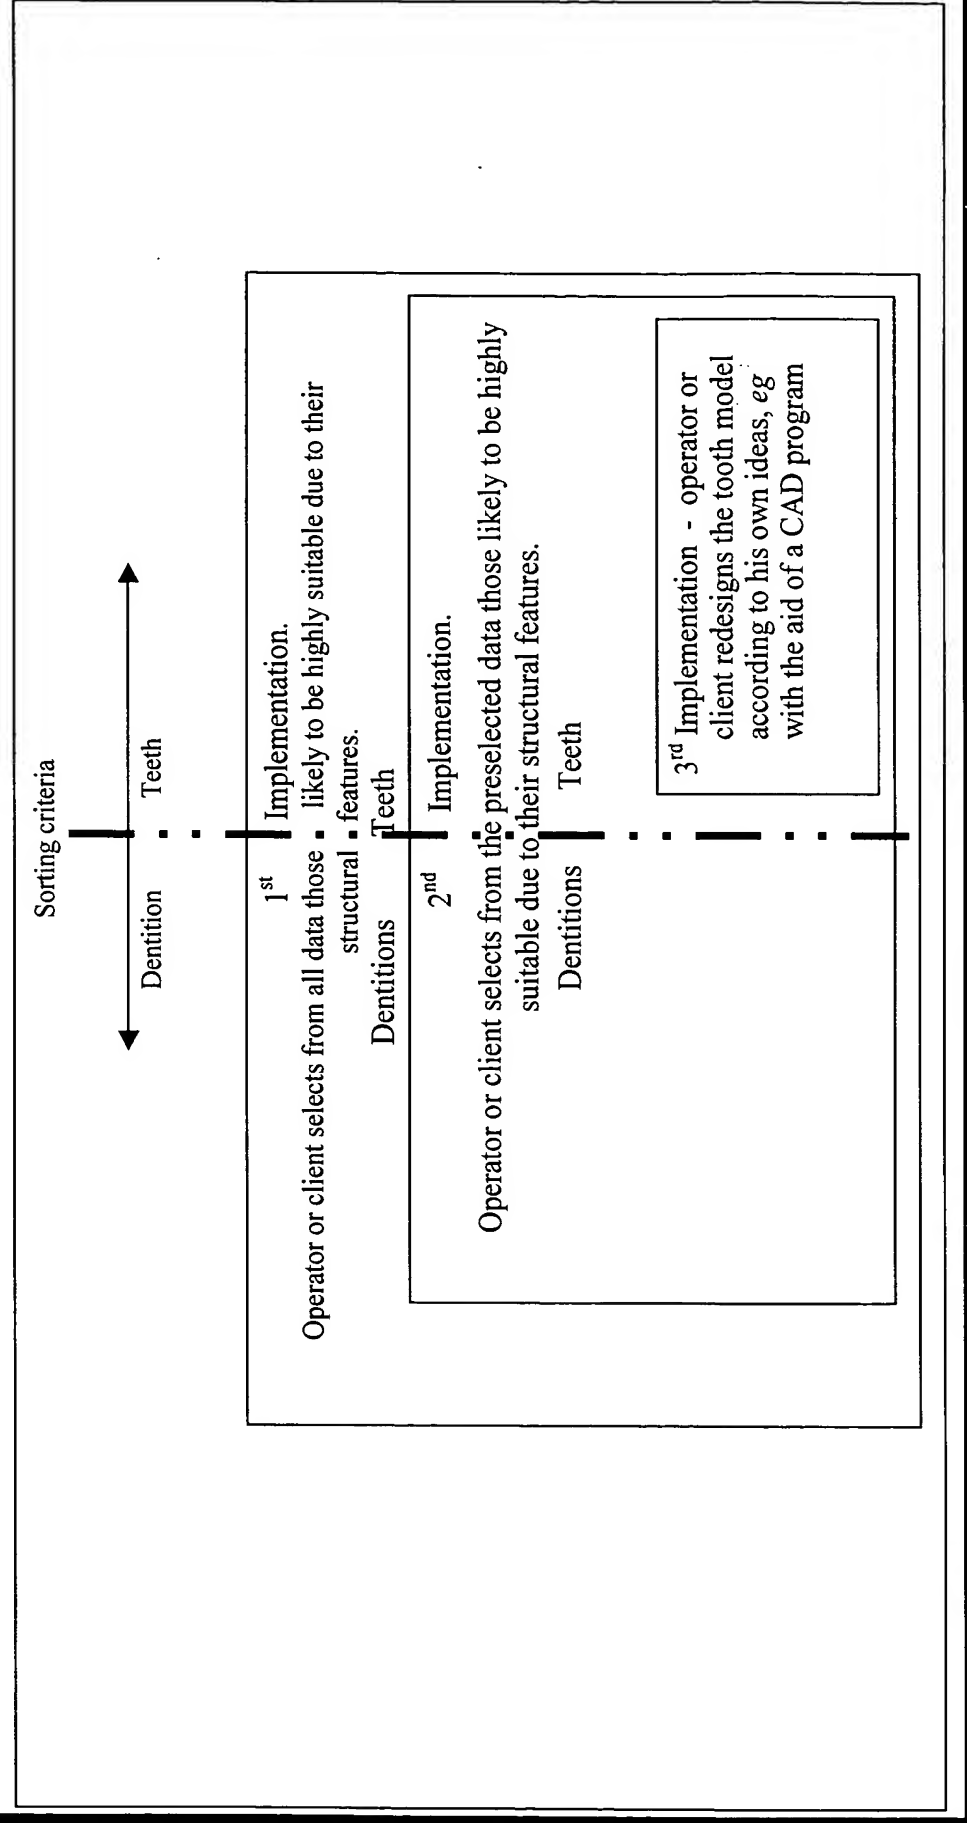 Sorting criteria
Dentition Teeth
1st Implementation.
Operator or client selects from all data those likely to be highly suitable due to their
structural features.
Dentitions Teeth
2nd Implementation.
Operator or client selects from the preselected data those likely to be highly
suitable due to their structural features.
Dentitions Teeth
3rd Implementation - operator or
client redesigns the tooth model
according to his own ideas, eg
with the aid of a CAD program